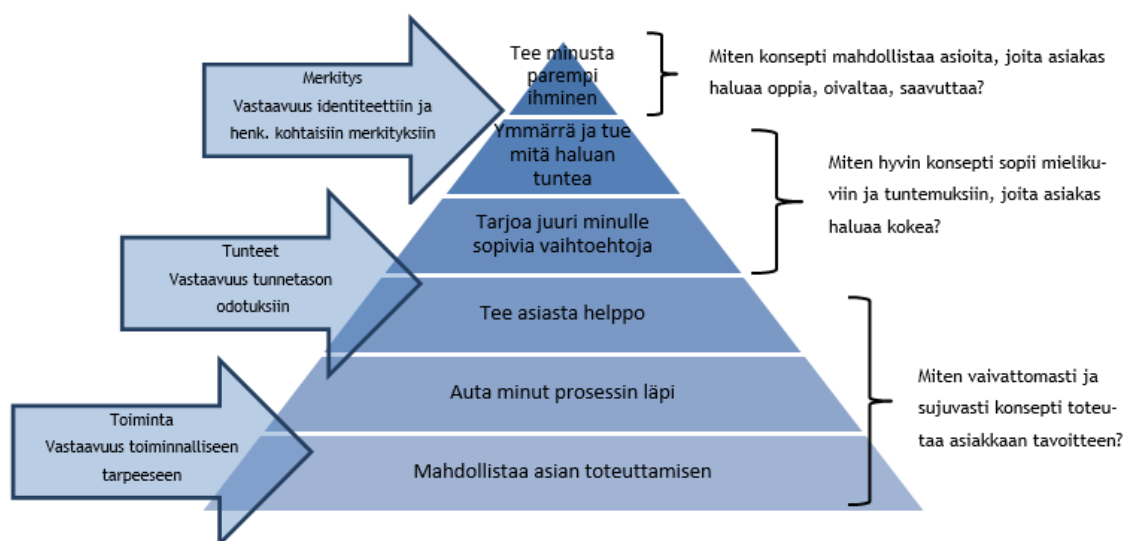 Merkitys
Vastaavuus identiteettiin ja
henk. kohtaisiin merkityksiin
Tunteet
Vastaavuus tunnetason
odotuksiin
Toiminta
Vastaavuus toiminnalliseen
tarpeeseen
Tee minusta
parempi
ihminen
Ymmärrä ja tue
mitä haluan
tuntea
Tarjoa juuri minulle
sopivia vaihtoehtoja
Tee asiasta helppo
Auta minut prosessin läpi
Mahdollistaa asian toteuttamisen
Miten konsepti mahdollistaa asioita, joita asiakas
haluaa oppia, oivaltaa, saavuttaa?
Miten hyvin konsepti sopii mieliku-
viin ja tuntemuksiin, joita asiakas
haluaa kokea?
Miten vaivattomasti ja
sujuvasti konsepti toteu-
taa asiakkaan tavoitteen?